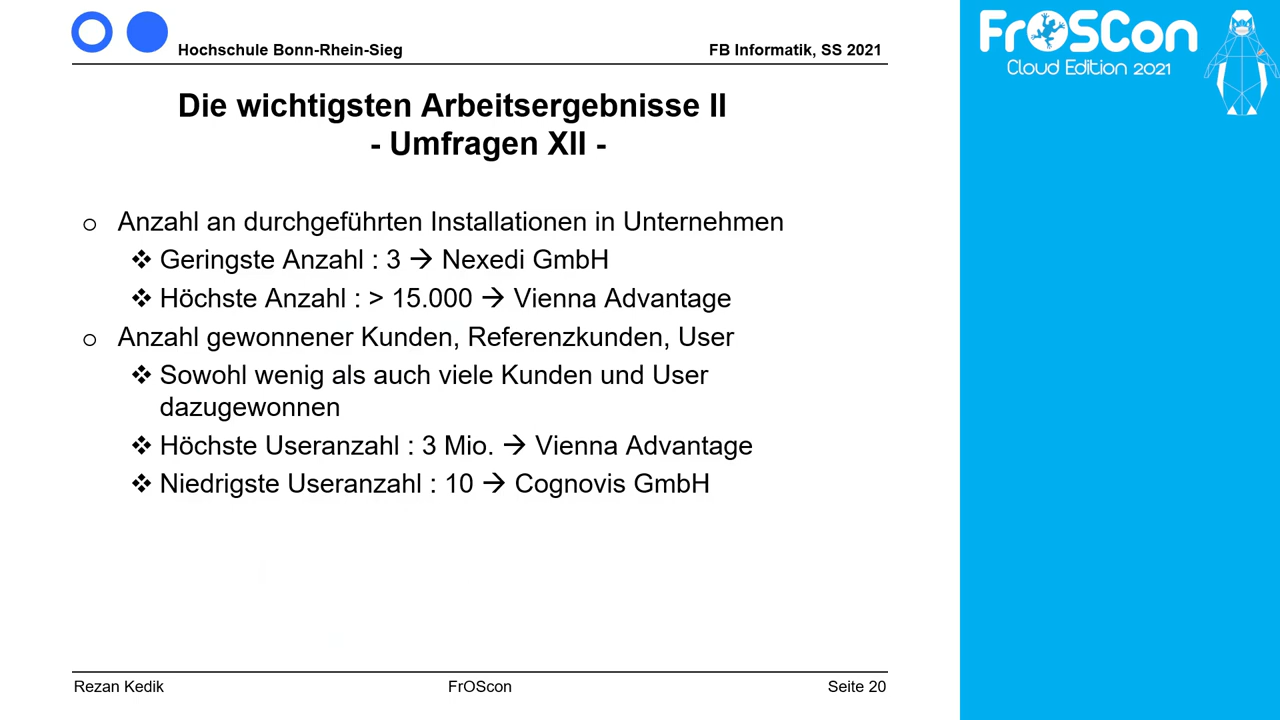 Hochschule Bonn-Rhein-Sieg
FB Informatik, SS 2021
FrOSCon
Cloud Edition 2021
Die wichtigsten Arbeitsergebnisse II
- Umfragen XII -
o Anzahl an durchgeführten Installationen in Unternehmen
❖ Geringste Anzahl : 3 → Nexedi GmbH
❖ Höchste Anzahl : > 15.000 → Vienna Advantage
o Anzahl gewonnener Kunden, Referenzkunden, User
❖ Sowohl wenig als auch viele Kunden und User
dazugewonnen
❖ Höchste Useranzahl : 3 Mio. → Vienna Advantage
❖ Niedrigste Useranzahl : 10 → Cognovis GmbH
Rezan Kedik
FrOScon
Seite 20